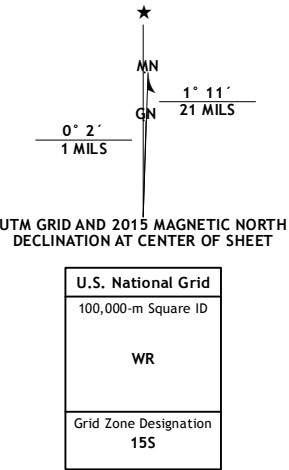 ★
MN
GN
1° 11´
21 MILS
0° 2´
1 MILS
UTM GRID AND 2015 MAGNETIC NORTH
DECLINATION AT CENTER OF SHEET
U.S. National Grid
100,000-m Square ID
WR
Grid Zone Designation
15S